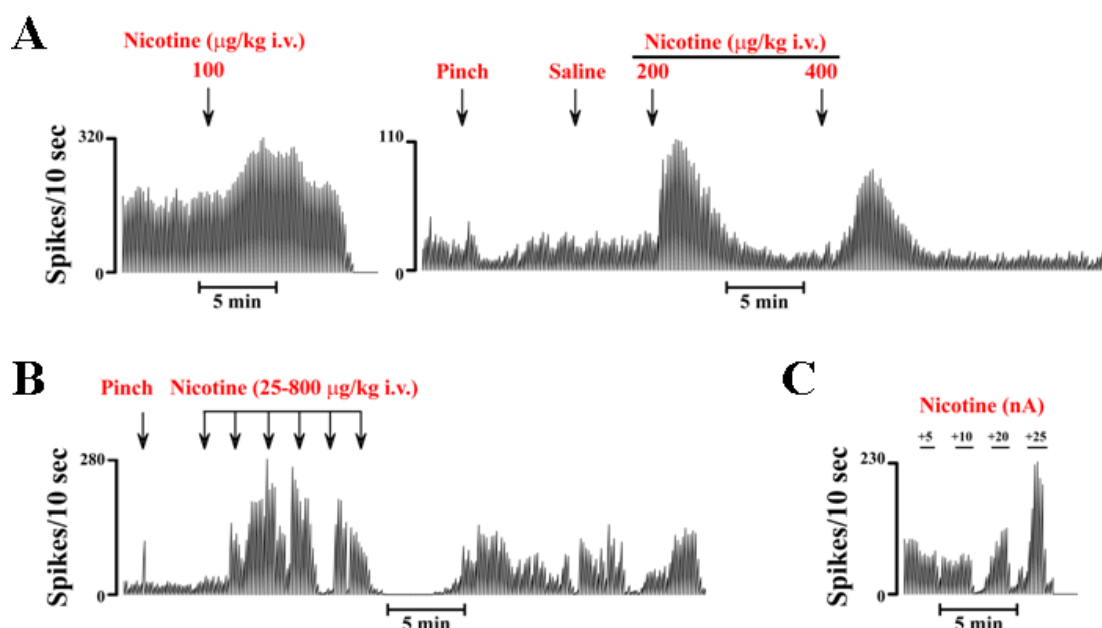 A
Nicotine (µg/kg i.v.)
100
Pinch
Saline
Nicotine (µg/kg i.v.)
200
400
Spikes/10 sec
320
0
5 min
110
0
5 min
B
Pinch
Nicotine (25-800 µg/kg i.v.)
Spikes/10 sec
280
0
5 min
C
Nicotine (nA)
+5 +10 +20 +25
Spikes/10 sec
230
0
5 min